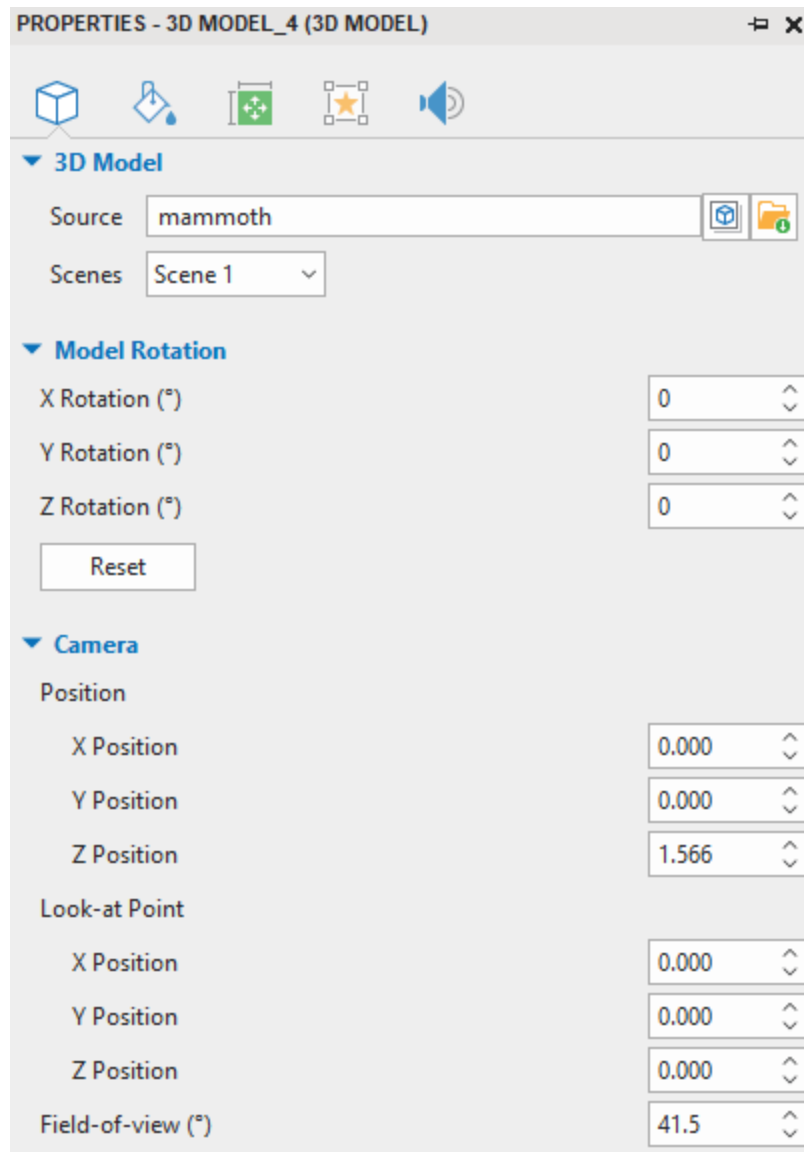 PROPERTIES - 3D MODEL_4 (3D MODEL)
3D Model
Source mammoth
Scenes Scene 1
Model Rotation
X Rotation (°) 0
Y Rotation (°) 0
Z Rotation (°) 0
Reset
Camera
Position
X Position 0.000
Y Position 0.000
Z Position 1.566
Look-at Point
X Position 0.000
Y Position 0.000
Z Position 0.000
Field-of-view (°) 41.5